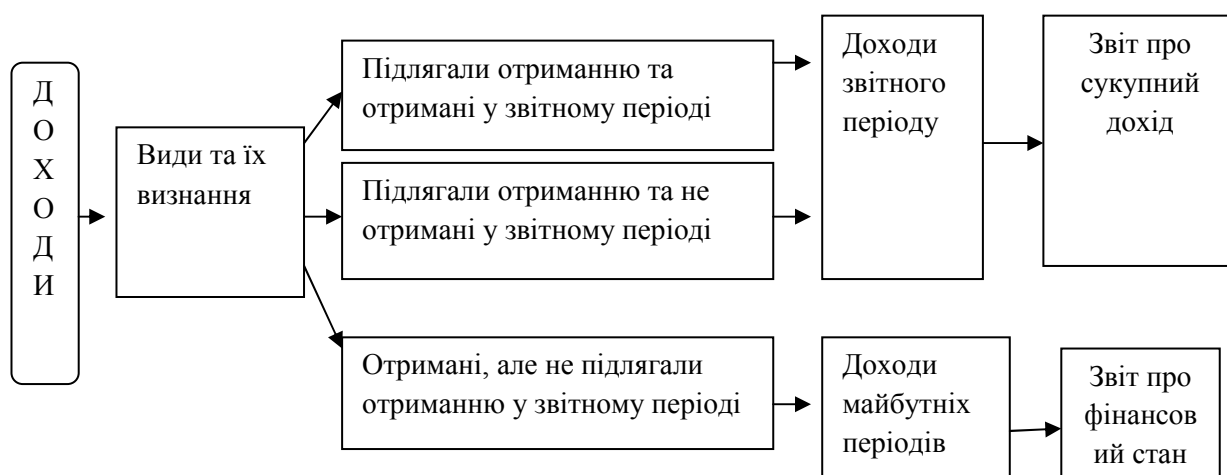 Д
О
Х
О
Д
И
Види та їх
визнання
Підлягали отриманню та
отримані у звітному періоді
Підлягали отриманню та не
отримані у звітному періоді
Отримані, але не підлягали
отриманню у звітному періоді
Доходи
звітного
періоду
Звіт про
сукупний
дохід
Доходи
майбутніх
періодів
Звіт про
фінансов
ий стан